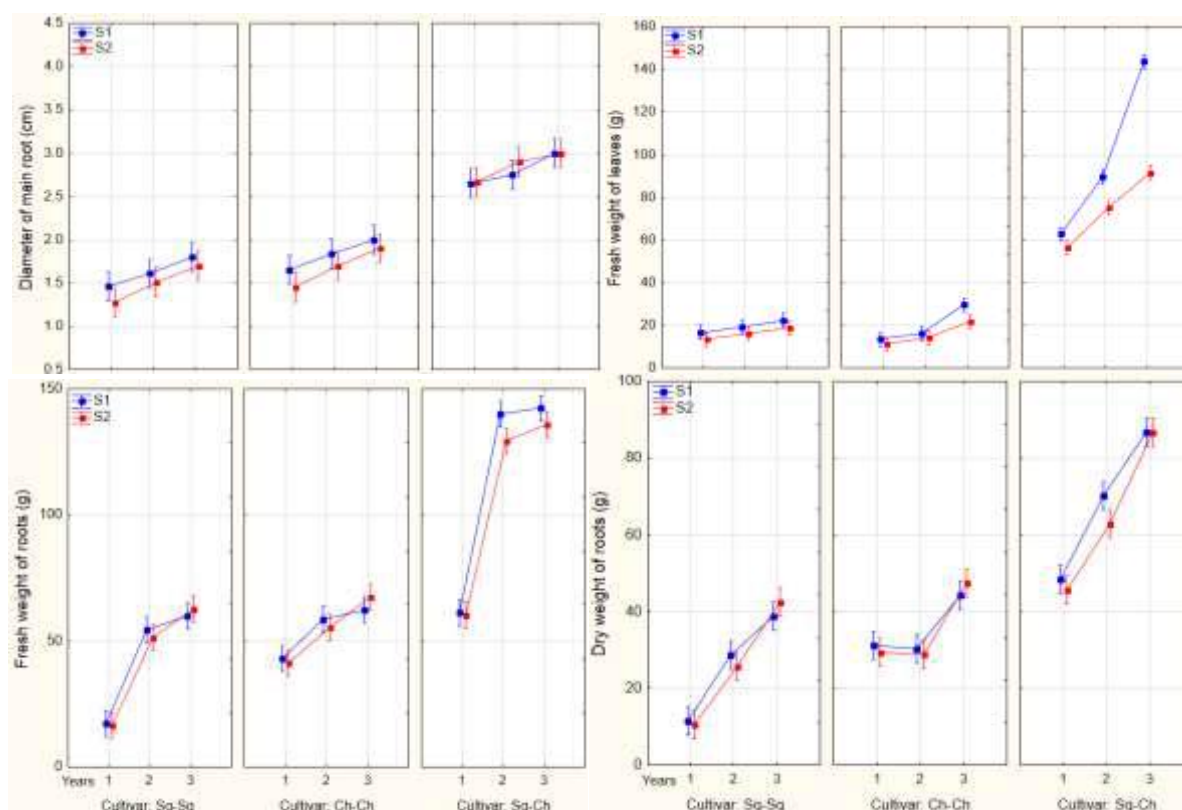 Diameter of main root (cm)
4.5
4.0
3.5
3.0
2.5
2.0
1.5
1.0
0.5
S1
S2
Fresh weight of leaves (g)
160
140
120
100
80
60
40
20
0
S1
S2
Fresh weight of roots (g)
150
100
50
0
S1
S2
Years 1 2 3 1 2 3 1 2 3
Cultivar: Sq-Sq Cultivar: Ch-Ch Cultivar: Sq-Ch
Dry weight of roots (g)
100
80
60
40
20
0
S1
S2
Years 1 2 3 1 2 3 1 2 3
Cultivar: Sq-Sq Cultivar: Ch-Ch Cultivar: Sq-Ch